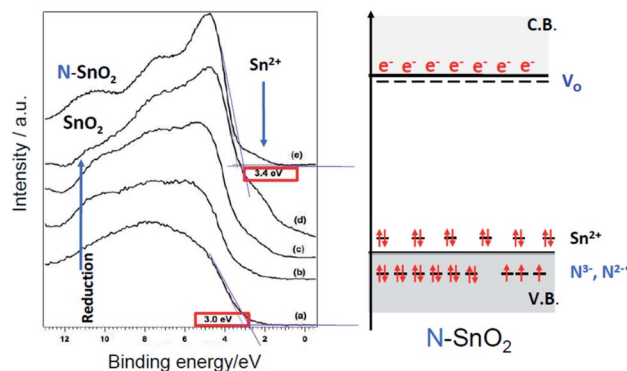 N-SnO₂
SnO₂
Sn²⁺
Reduction
3.4 eV
3.0 eV
(e)
(d)
(c)
(b)
(a)
12 10 8 6 4 2 0
Binding energy/eV
Intensity / a.u.
C.B.
e⁻ e⁻ e⁻ e⁻ e⁻ e⁻ e⁻
Vₒ
Sn²⁺
N³⁻, N²⁻•
V.B.
N-SnO₂